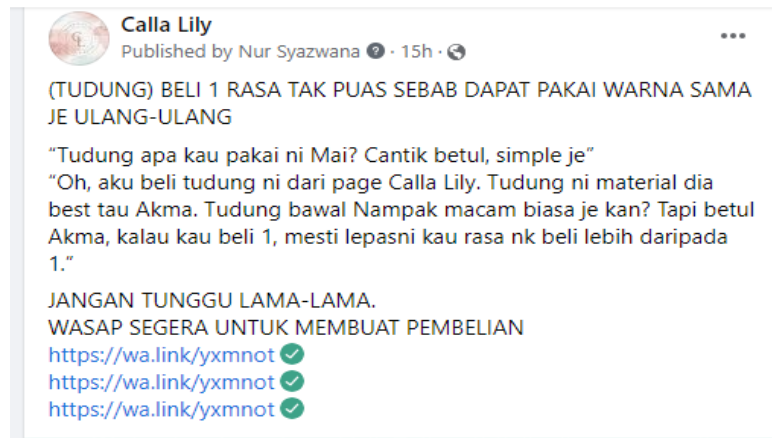 Calla Lily
Published by Nur Syazwana · 15h ·
(TUDUNG) BELI 1 RASA TAK PUAS SEBAB DAPAT PAKAI WARNA SAMA
JE ULANG-ULANG
“Tudung apa kau pakai ni Mai? Cantik betul, simple je”
“Oh, aku beli tudung ni dari page Calla Lily. Tudung ni material dia
best tau Akma. Tudung bawal Nampak macam biasa je kan? Tapi betul
Akma, kalau kau beli 1, mesti lepasni kau rasa nk beli lebih daripada
1.”
JANGAN TUNGGU LAMA-LAMA.
WASAP SEGERA UNTUK MEMBUAT PEMBELIAN
https://wa.link/yxmnot
https://wa.link/yxmnot
https://wa.link/yxmnot